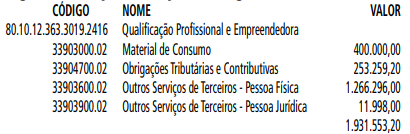 CÓDIGO NOME VALOR
80.10.12.363.3019.2416 Qualificação Profissional e Empreendedora
33903000.02 Material de Consumo 400.000,00
33904700.02 Obrigações Tributárias e Contributivas 253.259,20
33903600.02 Outros Serviços de Terceiros - Pessoa Física 1.266.296,00
33903900.02 Outros Serviços de Terceiros - Pessoa Jurídica 11.998,00
1.931.553,20